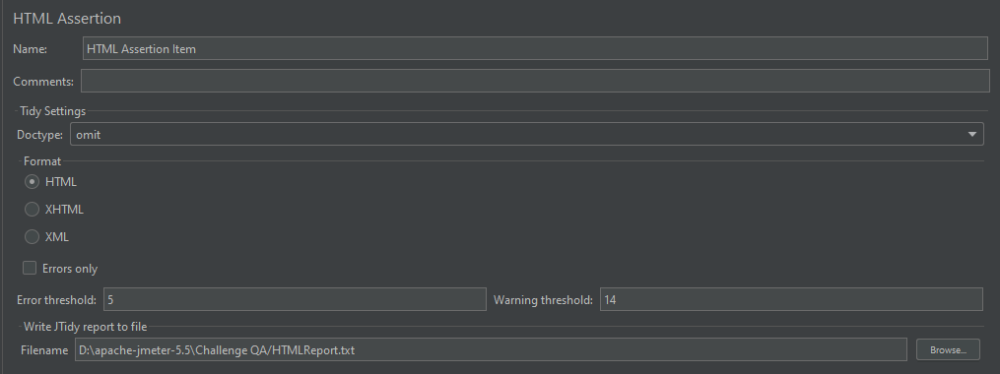 HTML Assertion
Name: HTML Assertion Item
Comments:
Tidy Settings
Doctype: omit
Format
HTML
XHTML
XML
Errors only
Error threshold: 5 Warning threshold: 14
Write JTidy report to file
Filename D:\apache-jmeter-5.5\Challenge QA/HTMLReport.txt Browse...